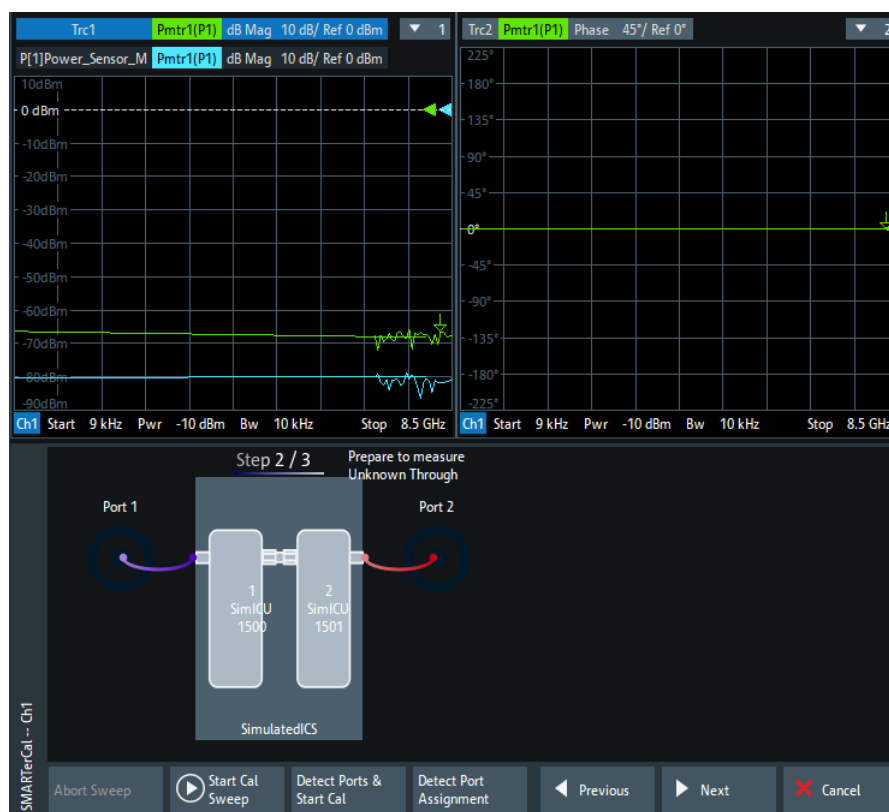 Trc1 Pmtr1(P1) dB Mag 10 dB/ Ref 0 dBm 1
P[1]Power_Sensor_M Pmtr1(P1) dB Mag 10 dB/ Ref 0 dBm
10dBm
0 dBm
-10dBm
-20dBm
-30dBm
-40dBm
-50dBm
-60dBm
-70dBm
-80dBm
-90dBm
Ch1 Start 9 kHz Pwr -10 dBm Bw 10 kHz Stop 8.5 GHz
Trc2 Pmtr1(P1) Phase 45°/ Ref 0° 2
225°
180°
135°
90°
45°
0°
-45°
-90°
-135°
-180°
-225°
Ch1 Start 9 kHz Pwr -10 dBm Bw 10 kHz Stop 8.5 GHz
SMARTerCal -- Ch1
Step 2 / 3
Prepare to measure
Unknown Through
Port 1
Port 2
1
SimICU
1500
2
SimICU
1501
SimulatedICS
Abort Sweep
Start Cal
Sweep
Detect Ports &
Start Cal
Detect Port
Assignment
Previous
Next
Cancel